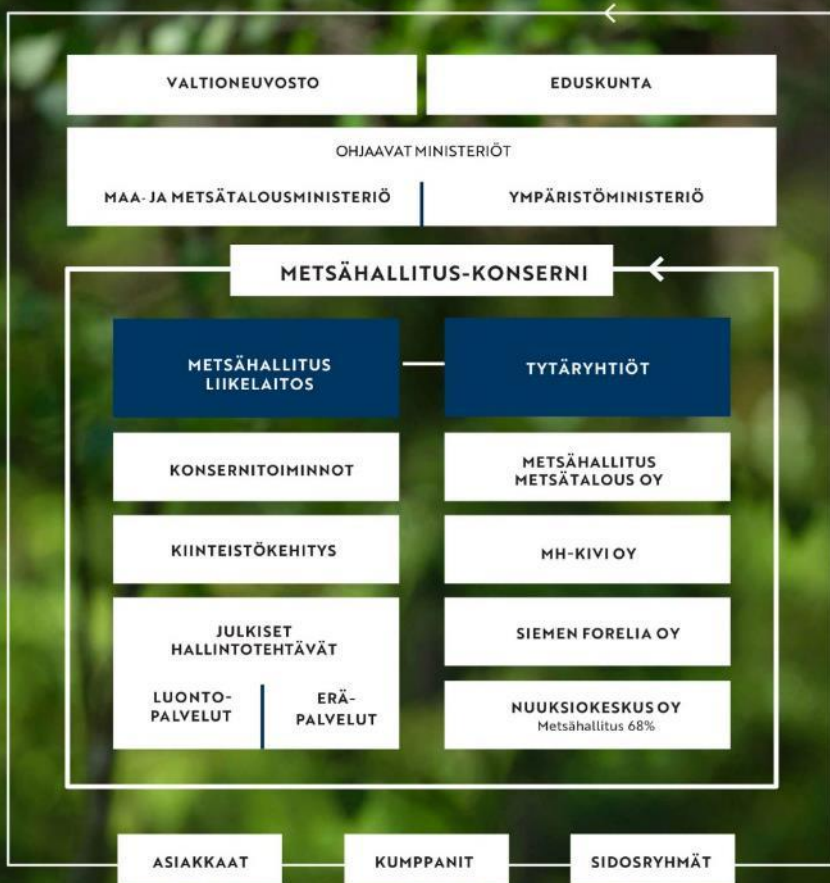 VALTIONEUVOSTO
EDUSKUNTA
OHJAAVAT MINISTERIÖT
MAA- JA METSÄTALOUSMINISTERIÖ
YMPÄRISTÖMINISTERIÖ
METSÄHALLITUS-KONSERNI
METSÄHALLITUS
LIIKELAITOS
TYTÄRYHTIÖT
KONSERNITOIMINNOT
METSÄHALLITUS
METSÄTALOUS OY
KIINTEISTÖKEHITYS
MH-KIVI OY
JULKISET
HALLINTOTEHTÄVÄT
LUONTO-
PALVELUT
ERÄ-
PALVELUT
SIEMEN FORELIA OY
NUUKSIOKESKUS OY
Metsähallitus 68%
ASIAKKAAT
KUMPPANIT
SIDOSRYHMÄT